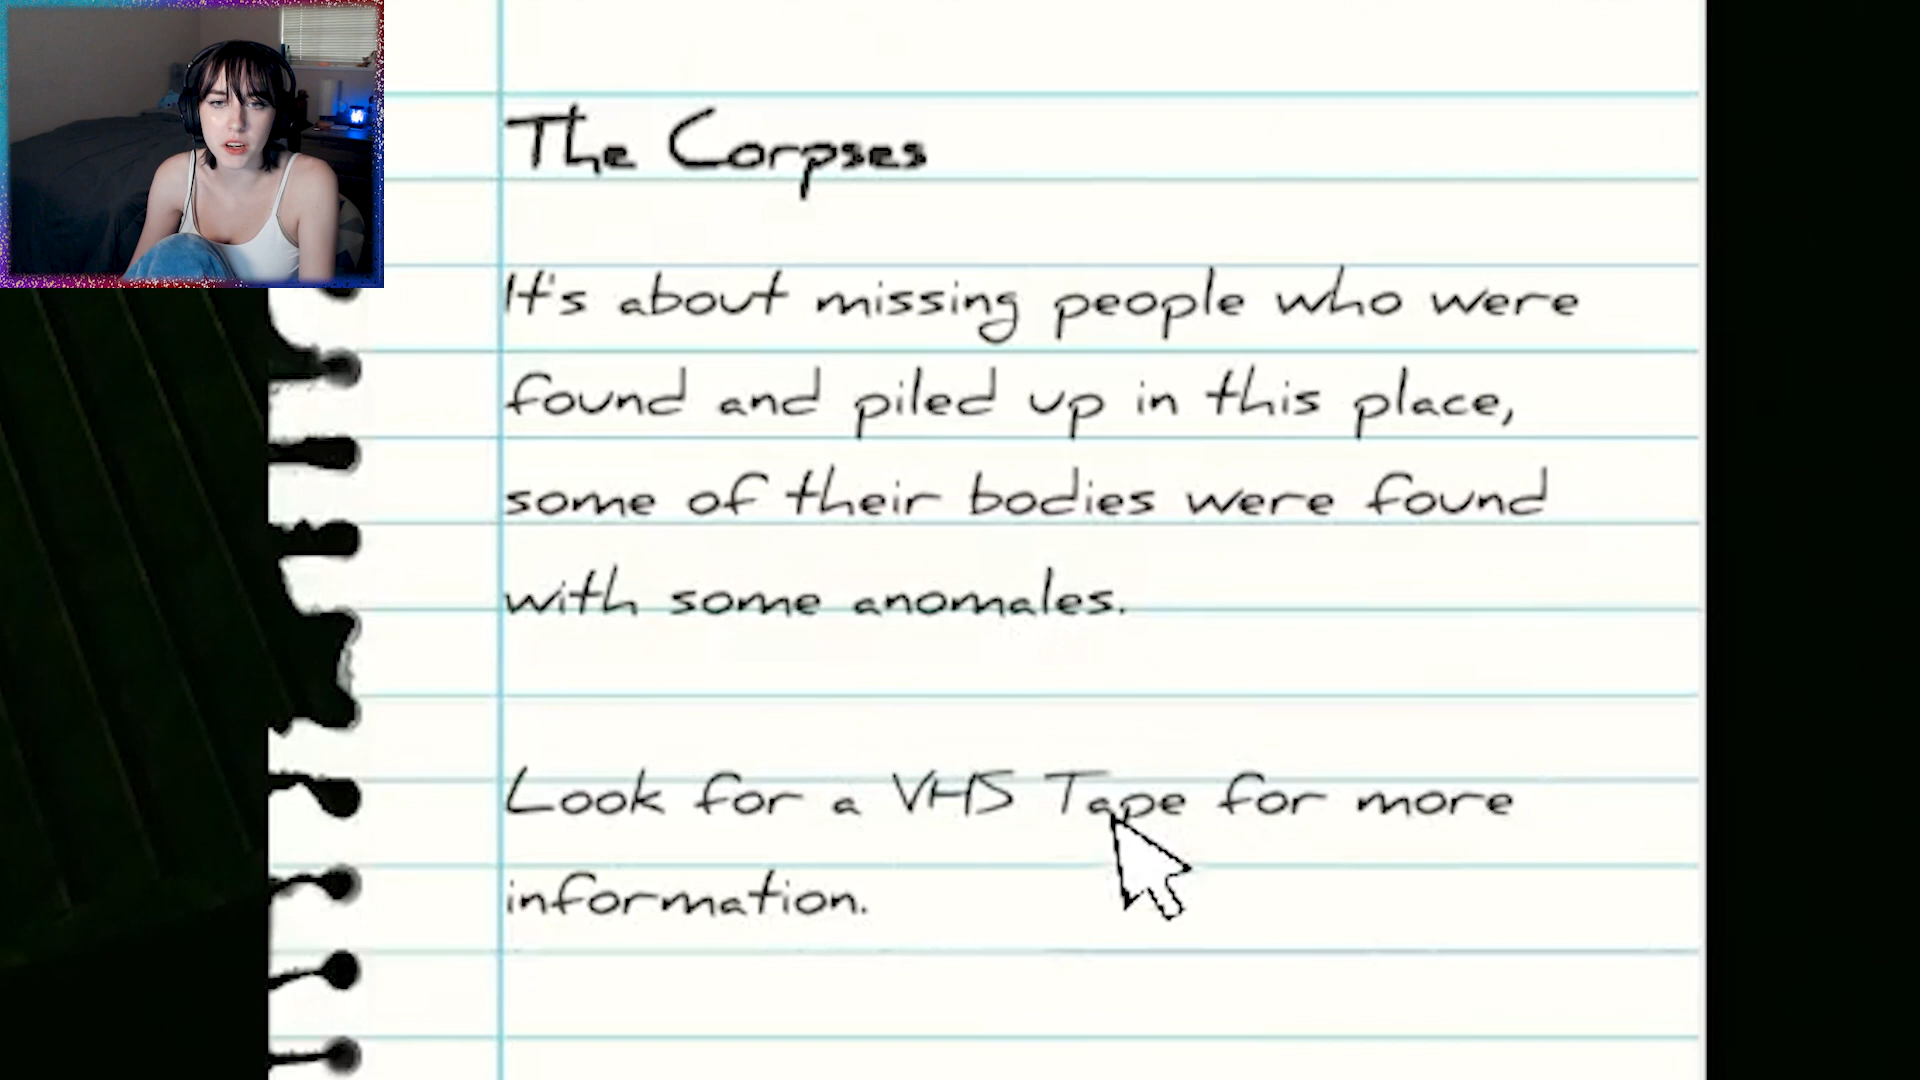 The Corpses
It's about missing people who were
found and piled up in this place,
some of their bodies were found
with some anomales.
Look for a VHS Tape for more
information.